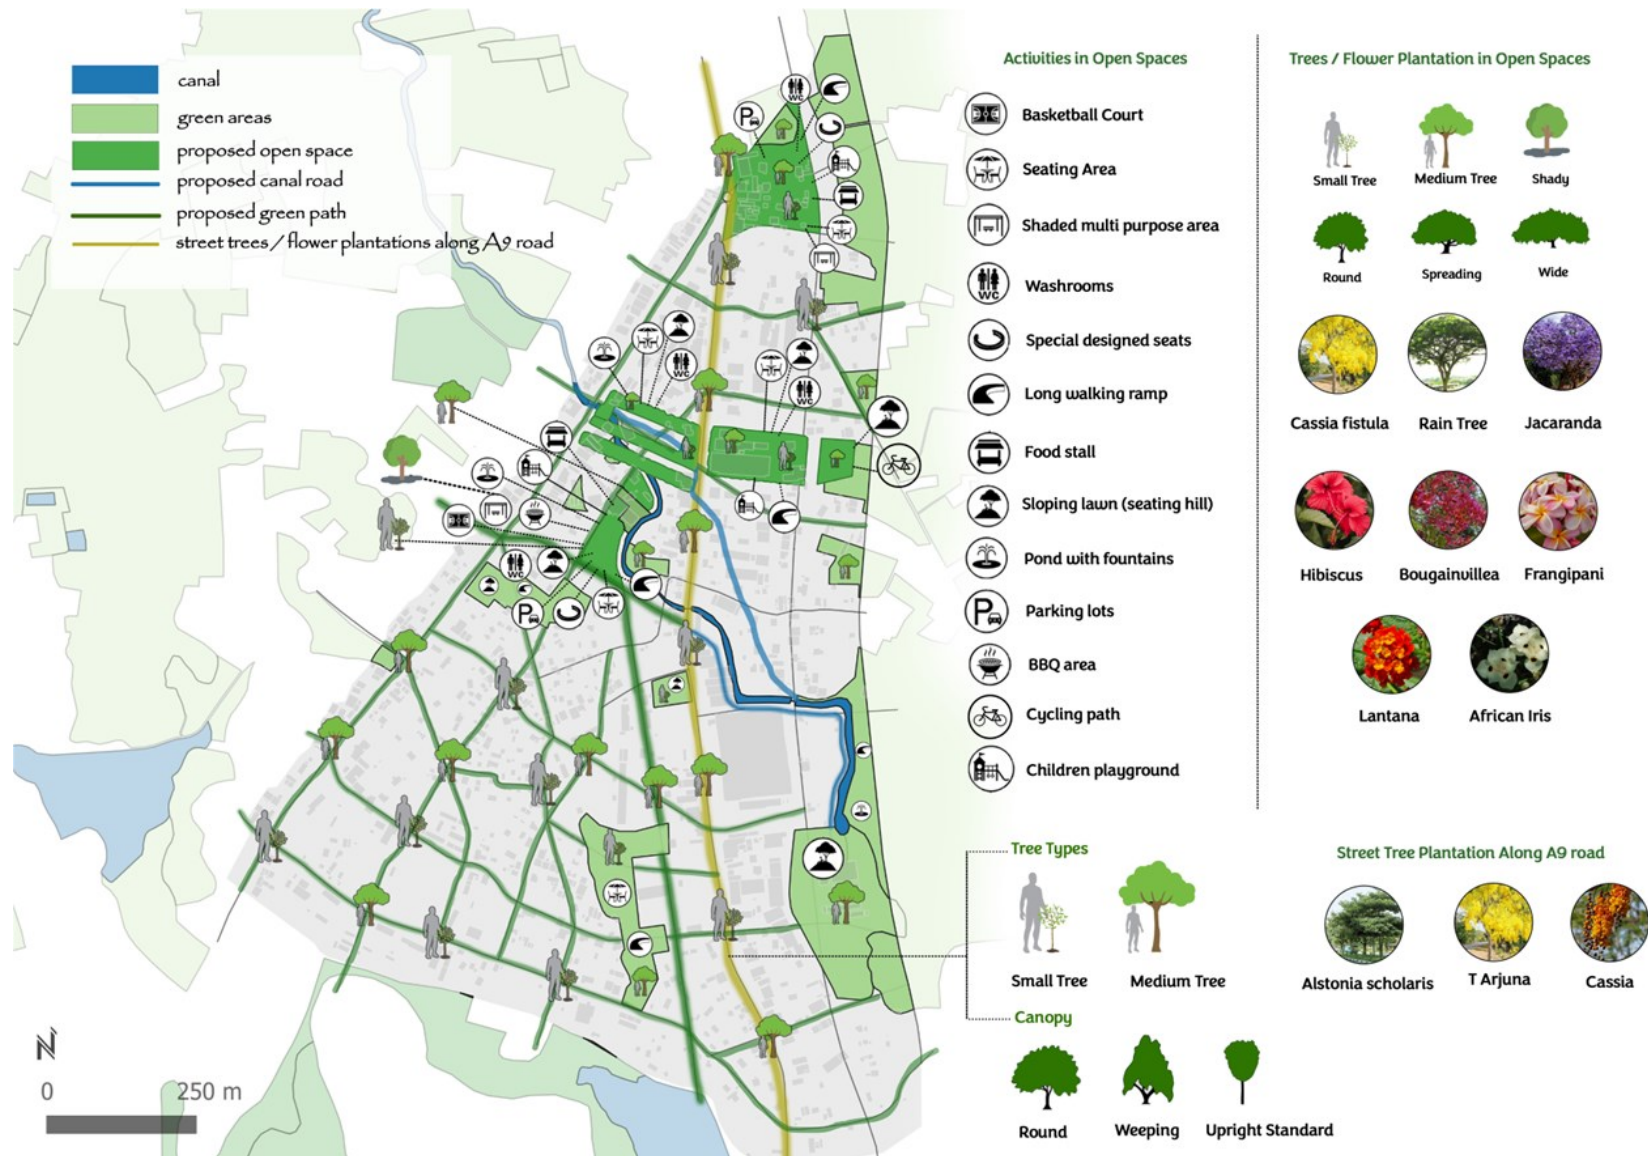 canal
green areas
proposed open space
proposed canal road
proposed green path
street trees / flower plantations along A9 road
N
0 250 m
WC
P
WC
WC
WC
P
Activities in Open Spaces
Basketball Court
Seating Area
Shaded multi purpose area
WC
Washrooms
Special designed seats
Long walking ramp
Food stall
Sloping lawn (seating hill)
Pond with fountains
P
Parking lots
BBQ area
Cycling path
Children playground
Trees / Flower Plantation in Open Spaces
Small Tree Medium Tree Shady
Round Spreading Wide
Cassia fistula Rain Tree Jacaranda
Hibiscus Bougainvillea Frangipani
Lantana African Iris
Tree Types
Small Tree Medium Tree
Canopy
Round Weeping Upright Standard
Street Tree Plantation Along A9 road
Alstonia scholaris T Arjuna Cassia